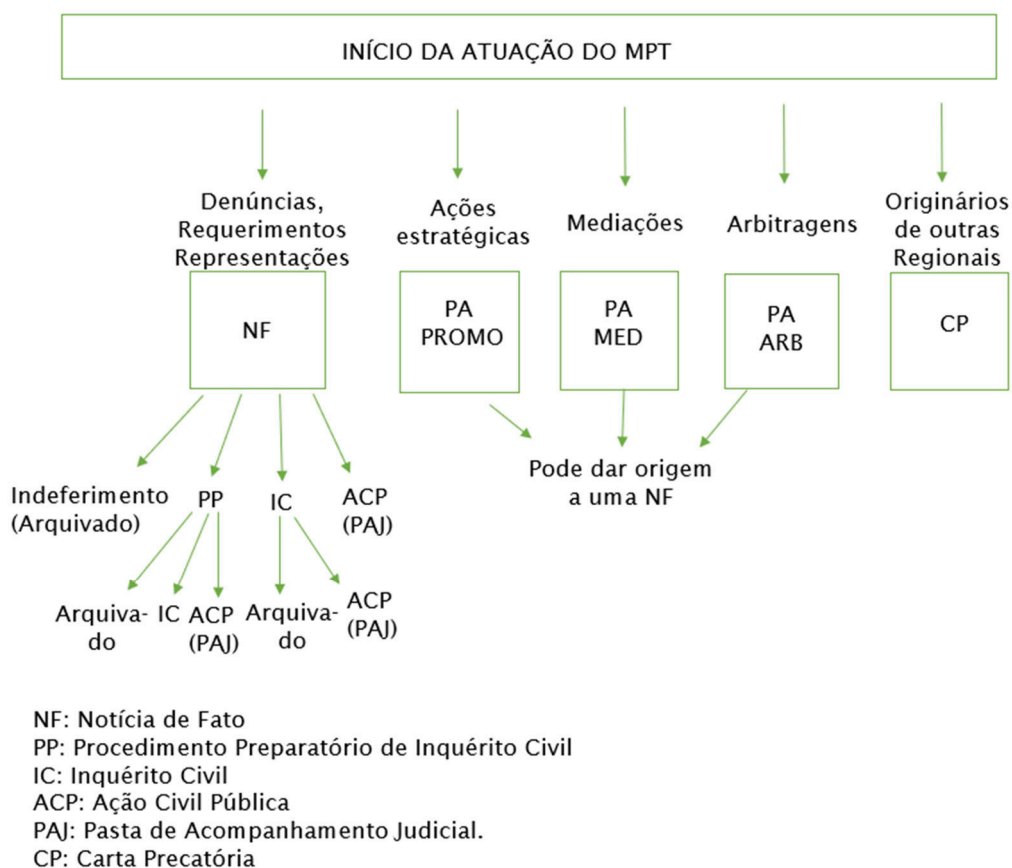 INÍCIO DA ATUAÇÃO DO MPT
Denúncias,
Requerimentos
Representações
NF
Ações
estratégicas
PA
PROMO
Mediações
PA
MED
Arbitragens
PA
ARB
Originários
de outras
Regionais
CP
Indeferimento
(Arquivado)
PP
IC
ACP
(PAJ)
Pode dar origem
a uma NF
Arquiva-
do
IC
ACP
(PAJ)
Arquiva-
do
ACP
(PAJ)
NF: Notícia de Fato
PP: Procedimento Preparatório de Inquérito Civil
IC: Inquérito Civil
ACP: Ação Civil Pública
PAJ: Pasta de Acompanhamento Judicial.
CP: Carta Precatória